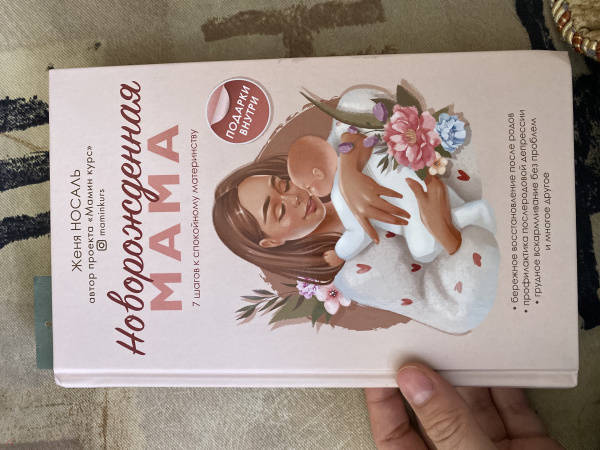 Женя НОСАЛЬ
автор проекта «Мамин курс»
maminkurs
Новорожденная
МАМА
7 шагов к спокойному материнству
ПОДАРКИ
ВНУТРИ
• бережное восстановление после родов
• профилактика послеродовой депрессии
• грудное вскармливание без проблем
и многое другое